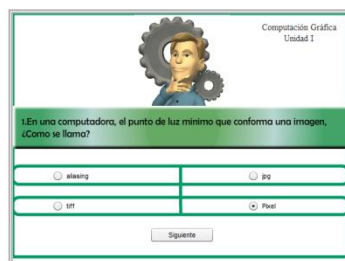 Computación Gráfica
Unidad I
1.En una computadora, el punto de luz minimo que conforma una imagen,
¿Como se llama?
aliasing
jpg
tiff
Pixel
Siguiente